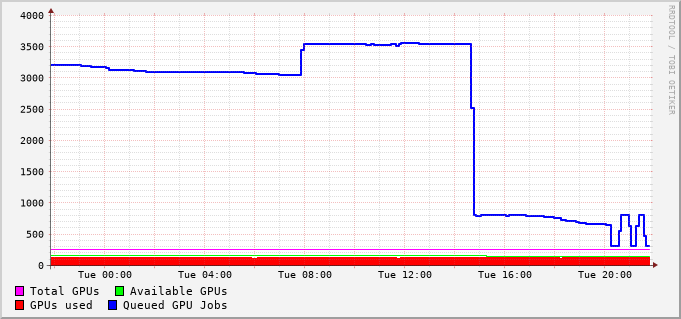 4000
3500
3000
2500
2000
1500
1000
500
0
Tue 00:00 Tue 04:00 Tue 08:00 Tue 12:00 Tue 16:00 Tue 20:00
Total GPUs Available GPUs
GPUs used Queued GPU Jobs
RRDTOOL / TOBI OETIKER